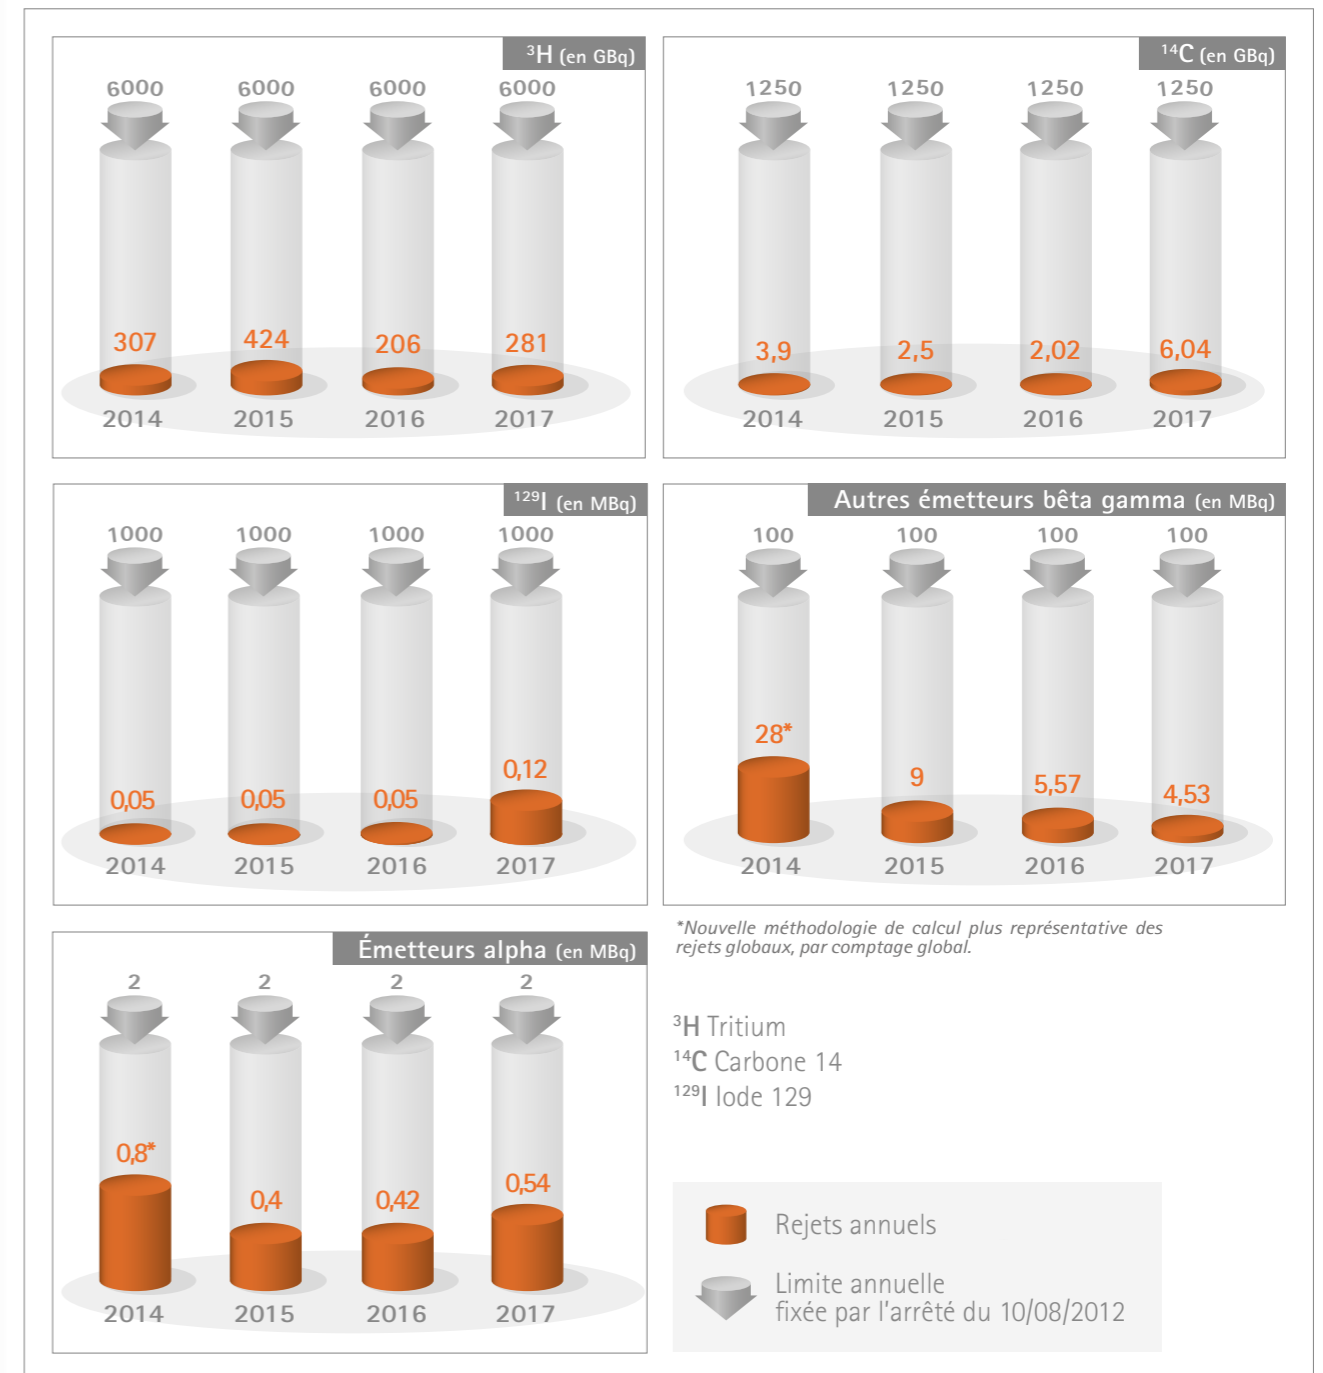 ³H (en GBq)
6000 6000 6000 6000
307 424 206 281
2014 2015 2016 2017
¹⁴C (en GBq)
1250 1250 1250 1250
3,9 2,5 2,02 6,04
2014 2015 2016 2017
¹²⁹I (en MBq)
1000 1000 1000 1000
0,05 0,05 0,05 0,12
2014 2015 2016 2017
Autres émetteurs bêta gamma (en MBq)
100 100 100 100
28* 9 5,57 4,53
2014 2015 2016 2017
*Nouvelle méthodologie de calcul plus représentative des
rejets globaux, par comptage global.
Émetteurs alpha (en MBq)
2 2 2 2
0,8* 0,4 0,42 0,54
2014 2015 2016 2017
³H Tritium
¹⁴C Carbone 14
¹²⁹I Iode 129
Rejets annuels
Limite annuelle
fixée par l'arrêté du 10/08/2012